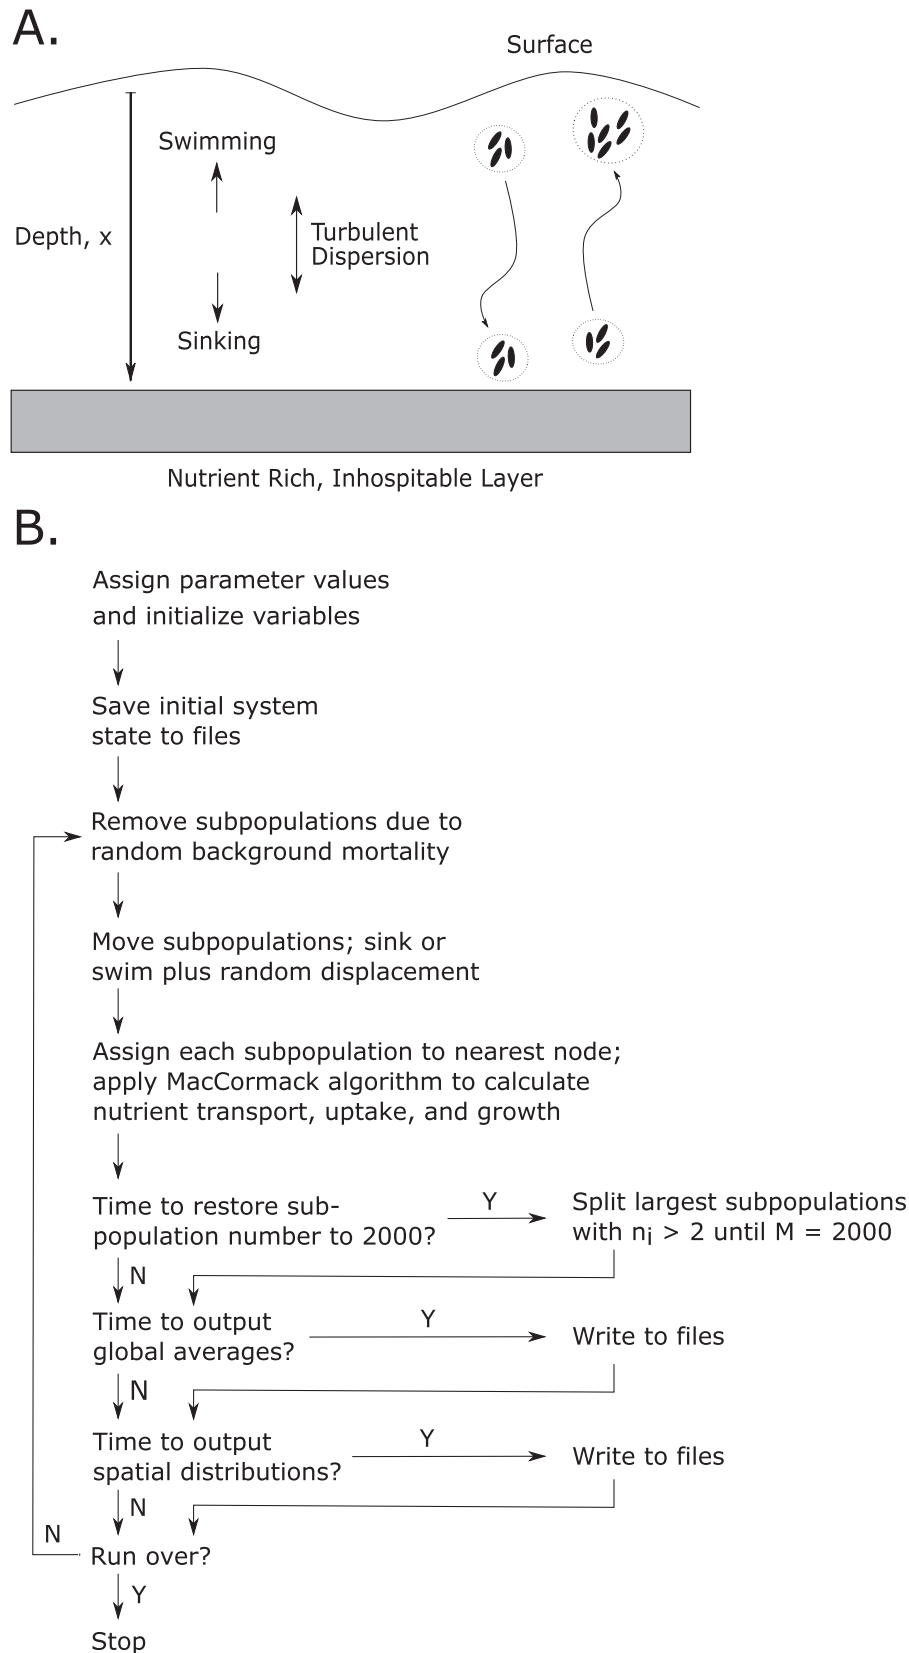 A.
Surface
Swimming
Depth, x
Turbulent
Dispersion
Sinking
Nutrient Rich, Inhospitable Layer
B.
Assign parameter values
and initialize variables
Save initial system
state to files
Remove subpopulations due to
random background mortality
Move subpopulations; sink or
swim plus random displacement
Assign each subpopulation to nearest node;
apply MacCormack algorithm to calculate
nutrient transport, uptake, and growth
Time to restore sub-
population number to 2000?
Y
Split largest subpopulations
with nᵢ > 2 until M = 2000
N
Time to output
global averages?
Y
Write to files
N
Time to output
spatial distributions?
Y
Write to files
N
N
Run over?
Y
Stop